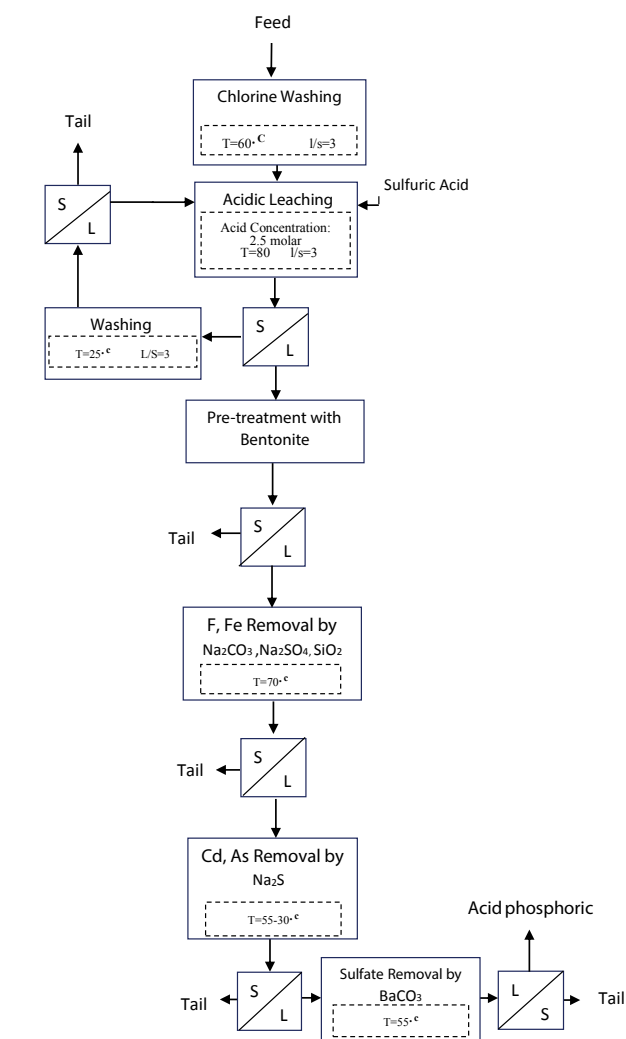 Feed
Chlorine Washing
T=60·C l/s=3
Tail
S
L
Acidic Leaching
Acid Concentration:
2.5 molar
T=80 l/s=3
Sulfuric Acid
Washing
T=25·c L/S=3
S
L
Pre-treatment with
Bentonite
Tail
S
L
F, Fe Removal by
Na2CO3 ,Na2SO4, SiO2
T=70·c
Tail
S
L
Cd, As Removal by
Na2S
T=55-30·c
Acid phosphoric
Tail
S
L
Sulfate Removal by
BaCO3
T=55·c
L
S
Tail